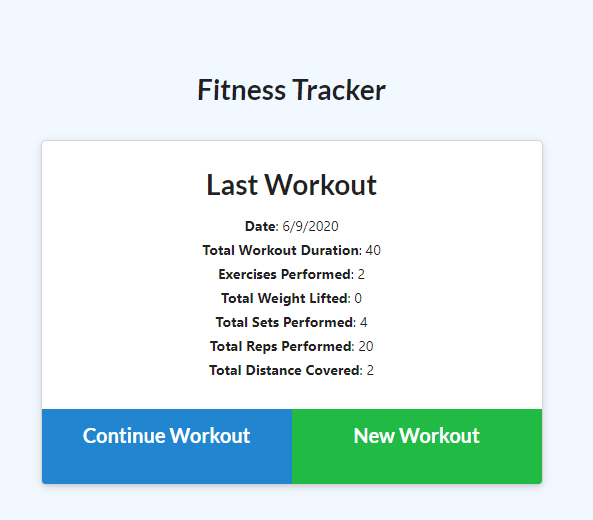 Fitness Tracker
Last Workout
Date: 6/9/2020
Total Workout Duration: 40
Exercises Performed: 2
Total Weight Lifted: 0
Total Sets Performed: 4
Total Reps Performed: 20
Total Distance Covered: 2
Continue Workout
New Workout